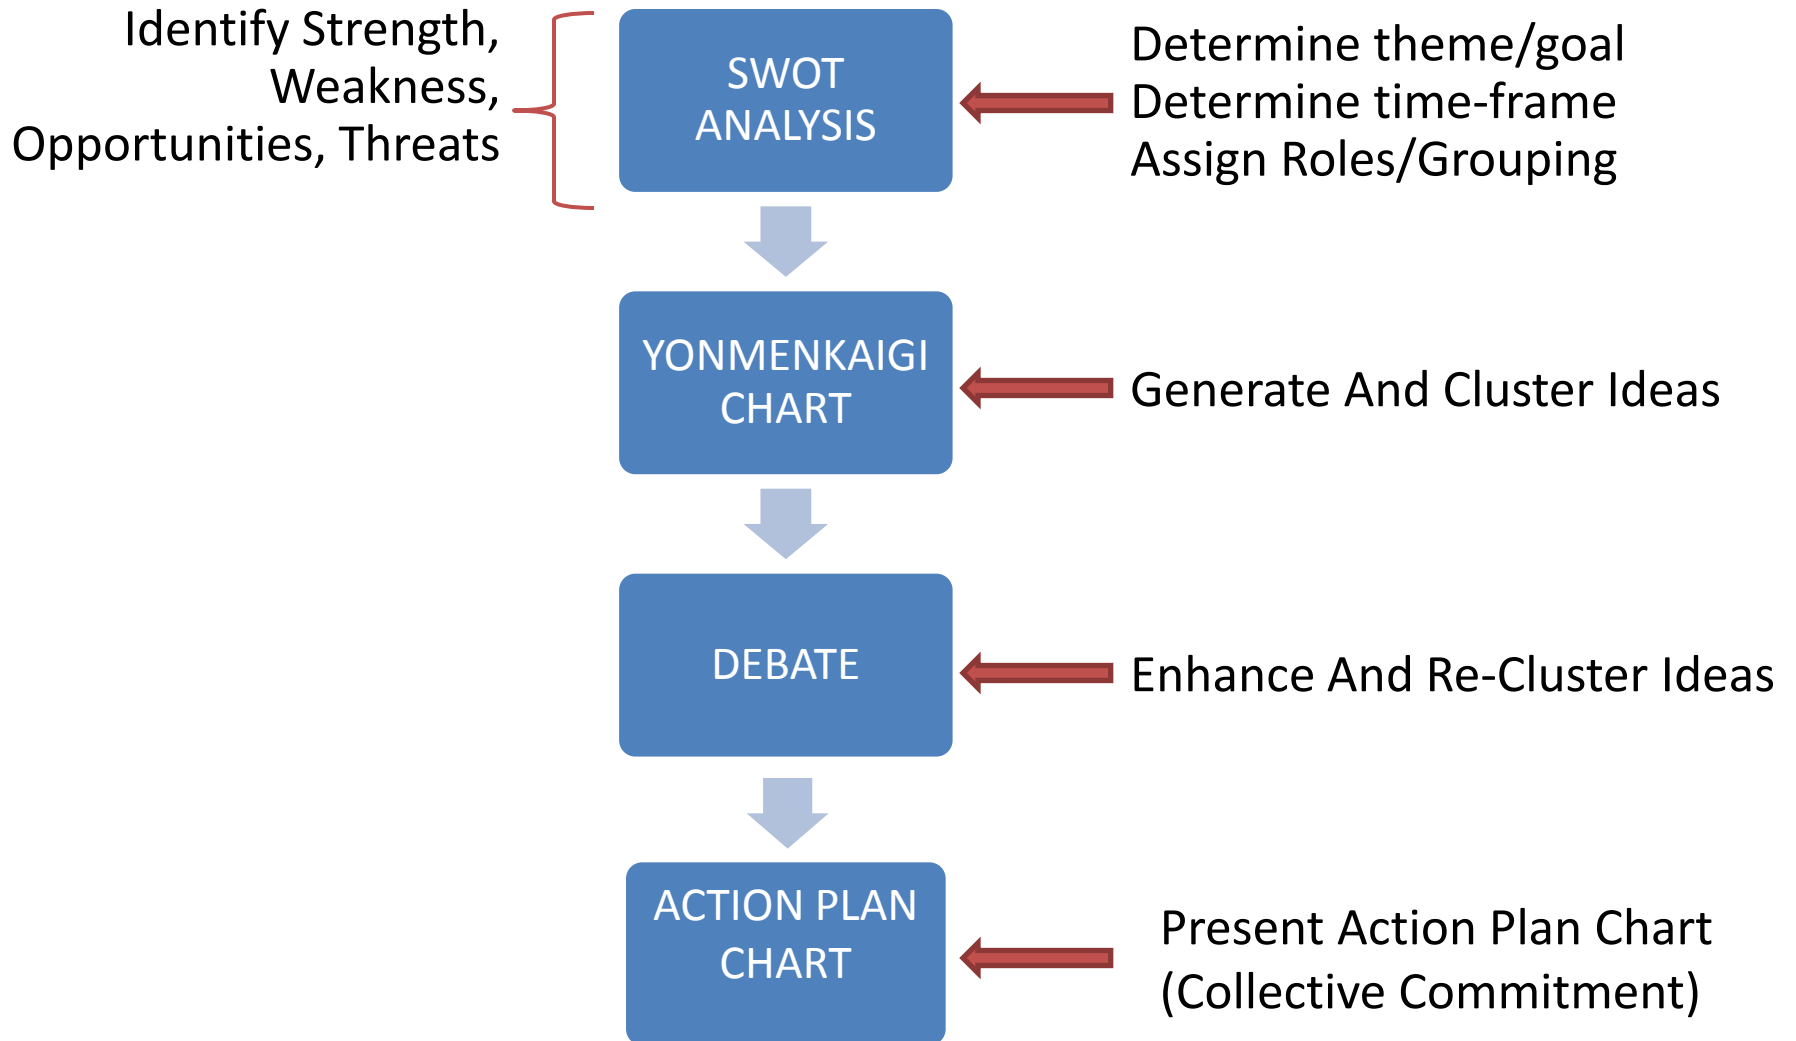 Identify Strength,
Weakness,
Opportunities, Threats
SWOT
ANALYSIS
Determine theme/goal
Determine time-frame
Assign Roles/Grouping
YONMENKAIGI
CHART
Generate And Cluster Ideas
DEBATE
Enhance And Re-Cluster Ideas
ACTION PLAN
CHART
Present Action Plan Chart
(Collective Commitment)